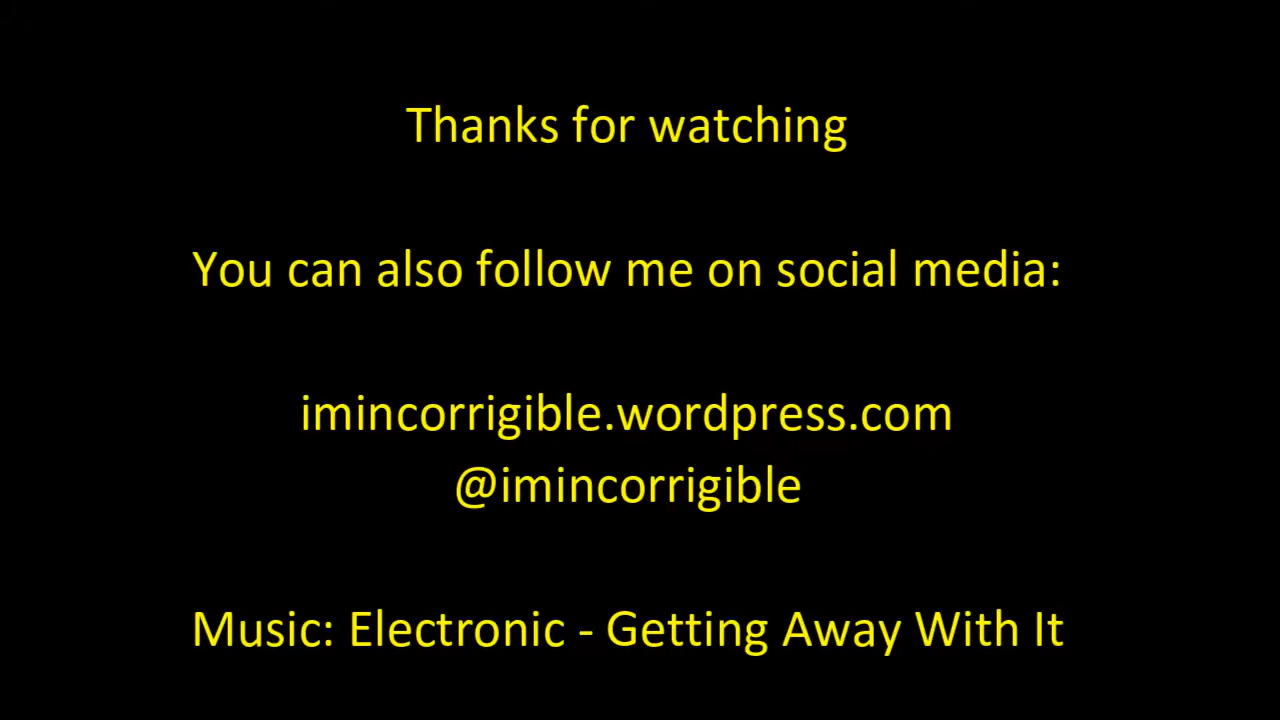 Thanks for watching
You can also follow me on social media:
imincorrigible.wordpress.com
@imincorrigible
Music: Electronic - Getting Away With It